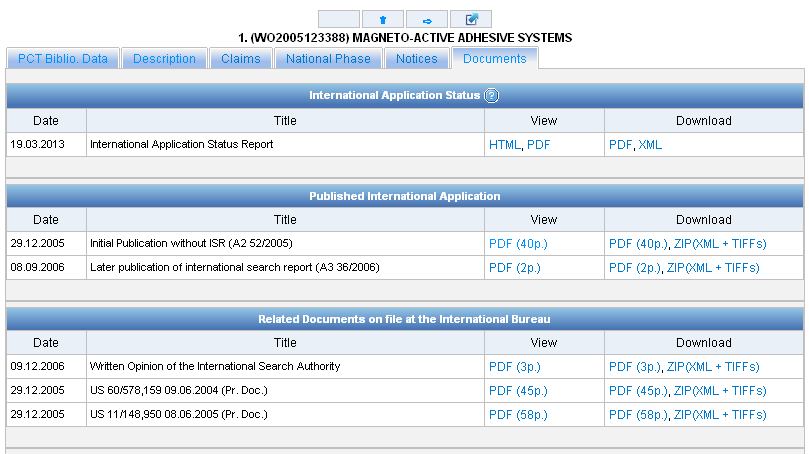 1. (WO2005123388) MAGNETO-ACTIVE ADHESIVE SYSTEMS
PCT Biblio. Data Description Claims National Phase Notices Documents
International Application Status ?
Date Title View Download
19.03.2013 International Application Status Report HTML, PDF PDF, XML
Published International Application
Date Title View Download
29.12.2005 Initial Publication without ISR (A2 52/2005) PDF (40p.) PDF (40p.), ZIP(XML + TIFFs)
08.09.2006 Later publication of international search report (A3 36/2006) PDF (2p.) PDF (2p.), ZIP(XML + TIFFs)
Related Documents on file at the International Bureau
Date Title View Download
09.12.2006 Written Opinion of the International Search Authority PDF (3p.) PDF (3p.), ZIP(XML + TIFFs)
29.12.2005 US 60/578,159 09.06.2004 (Pr. Doc.) PDF (45p.) PDF (45p.), ZIP(XML + TIFFs)
29.12.2005 US 11/148,950 08.06.2005 (Pr. Doc.) PDF (58p.) PDF (58p.), ZIP(XML + TIFFs)